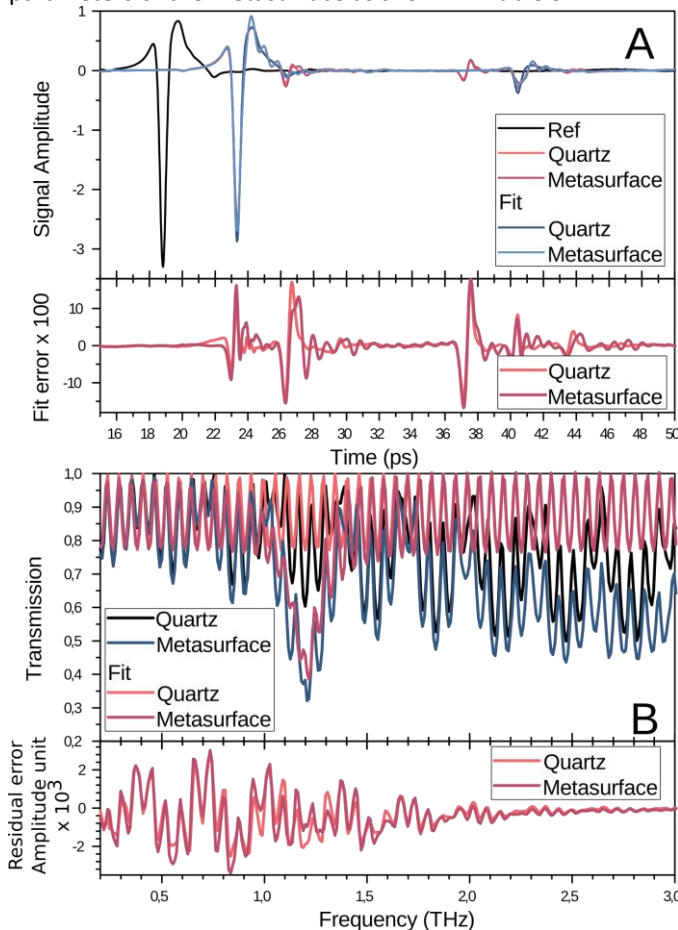 A
Signal Amplitude
1
0
-1
-2
-3
Ref
Quartz
Metasurface
Fit
Quartz
Metasurface
Fit error x 100
10
0
-10
Quartz
Metasurface
16 18 20 22 24 26 28 30 32 34 36 38 40 42 44 46 48 50
Time (ps)
Transmission
1,0
0,9
0,8
0,7
0,6
0,5
0,4
0,3
0,2
Quartz
Metasurface
Fit
Quartz
Metasurface
B
Residual error
Amplitude unit
x 10³
2
0
-2
Quartz
Metasurface
0,5 1,0 1,5 2,0 2,5 3,0
Frequency (THz)